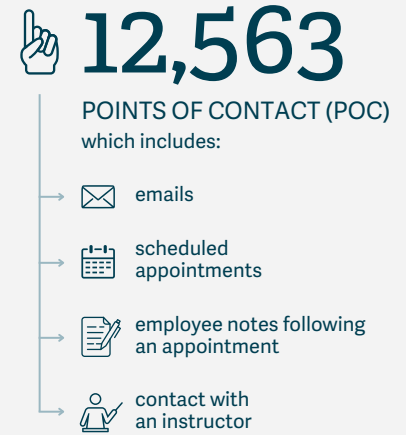 12,563
POINTS OF CONTACT (POC)
which includes:
emails
scheduled
appointments
employee notes following
an appointment
contact with
an instructor